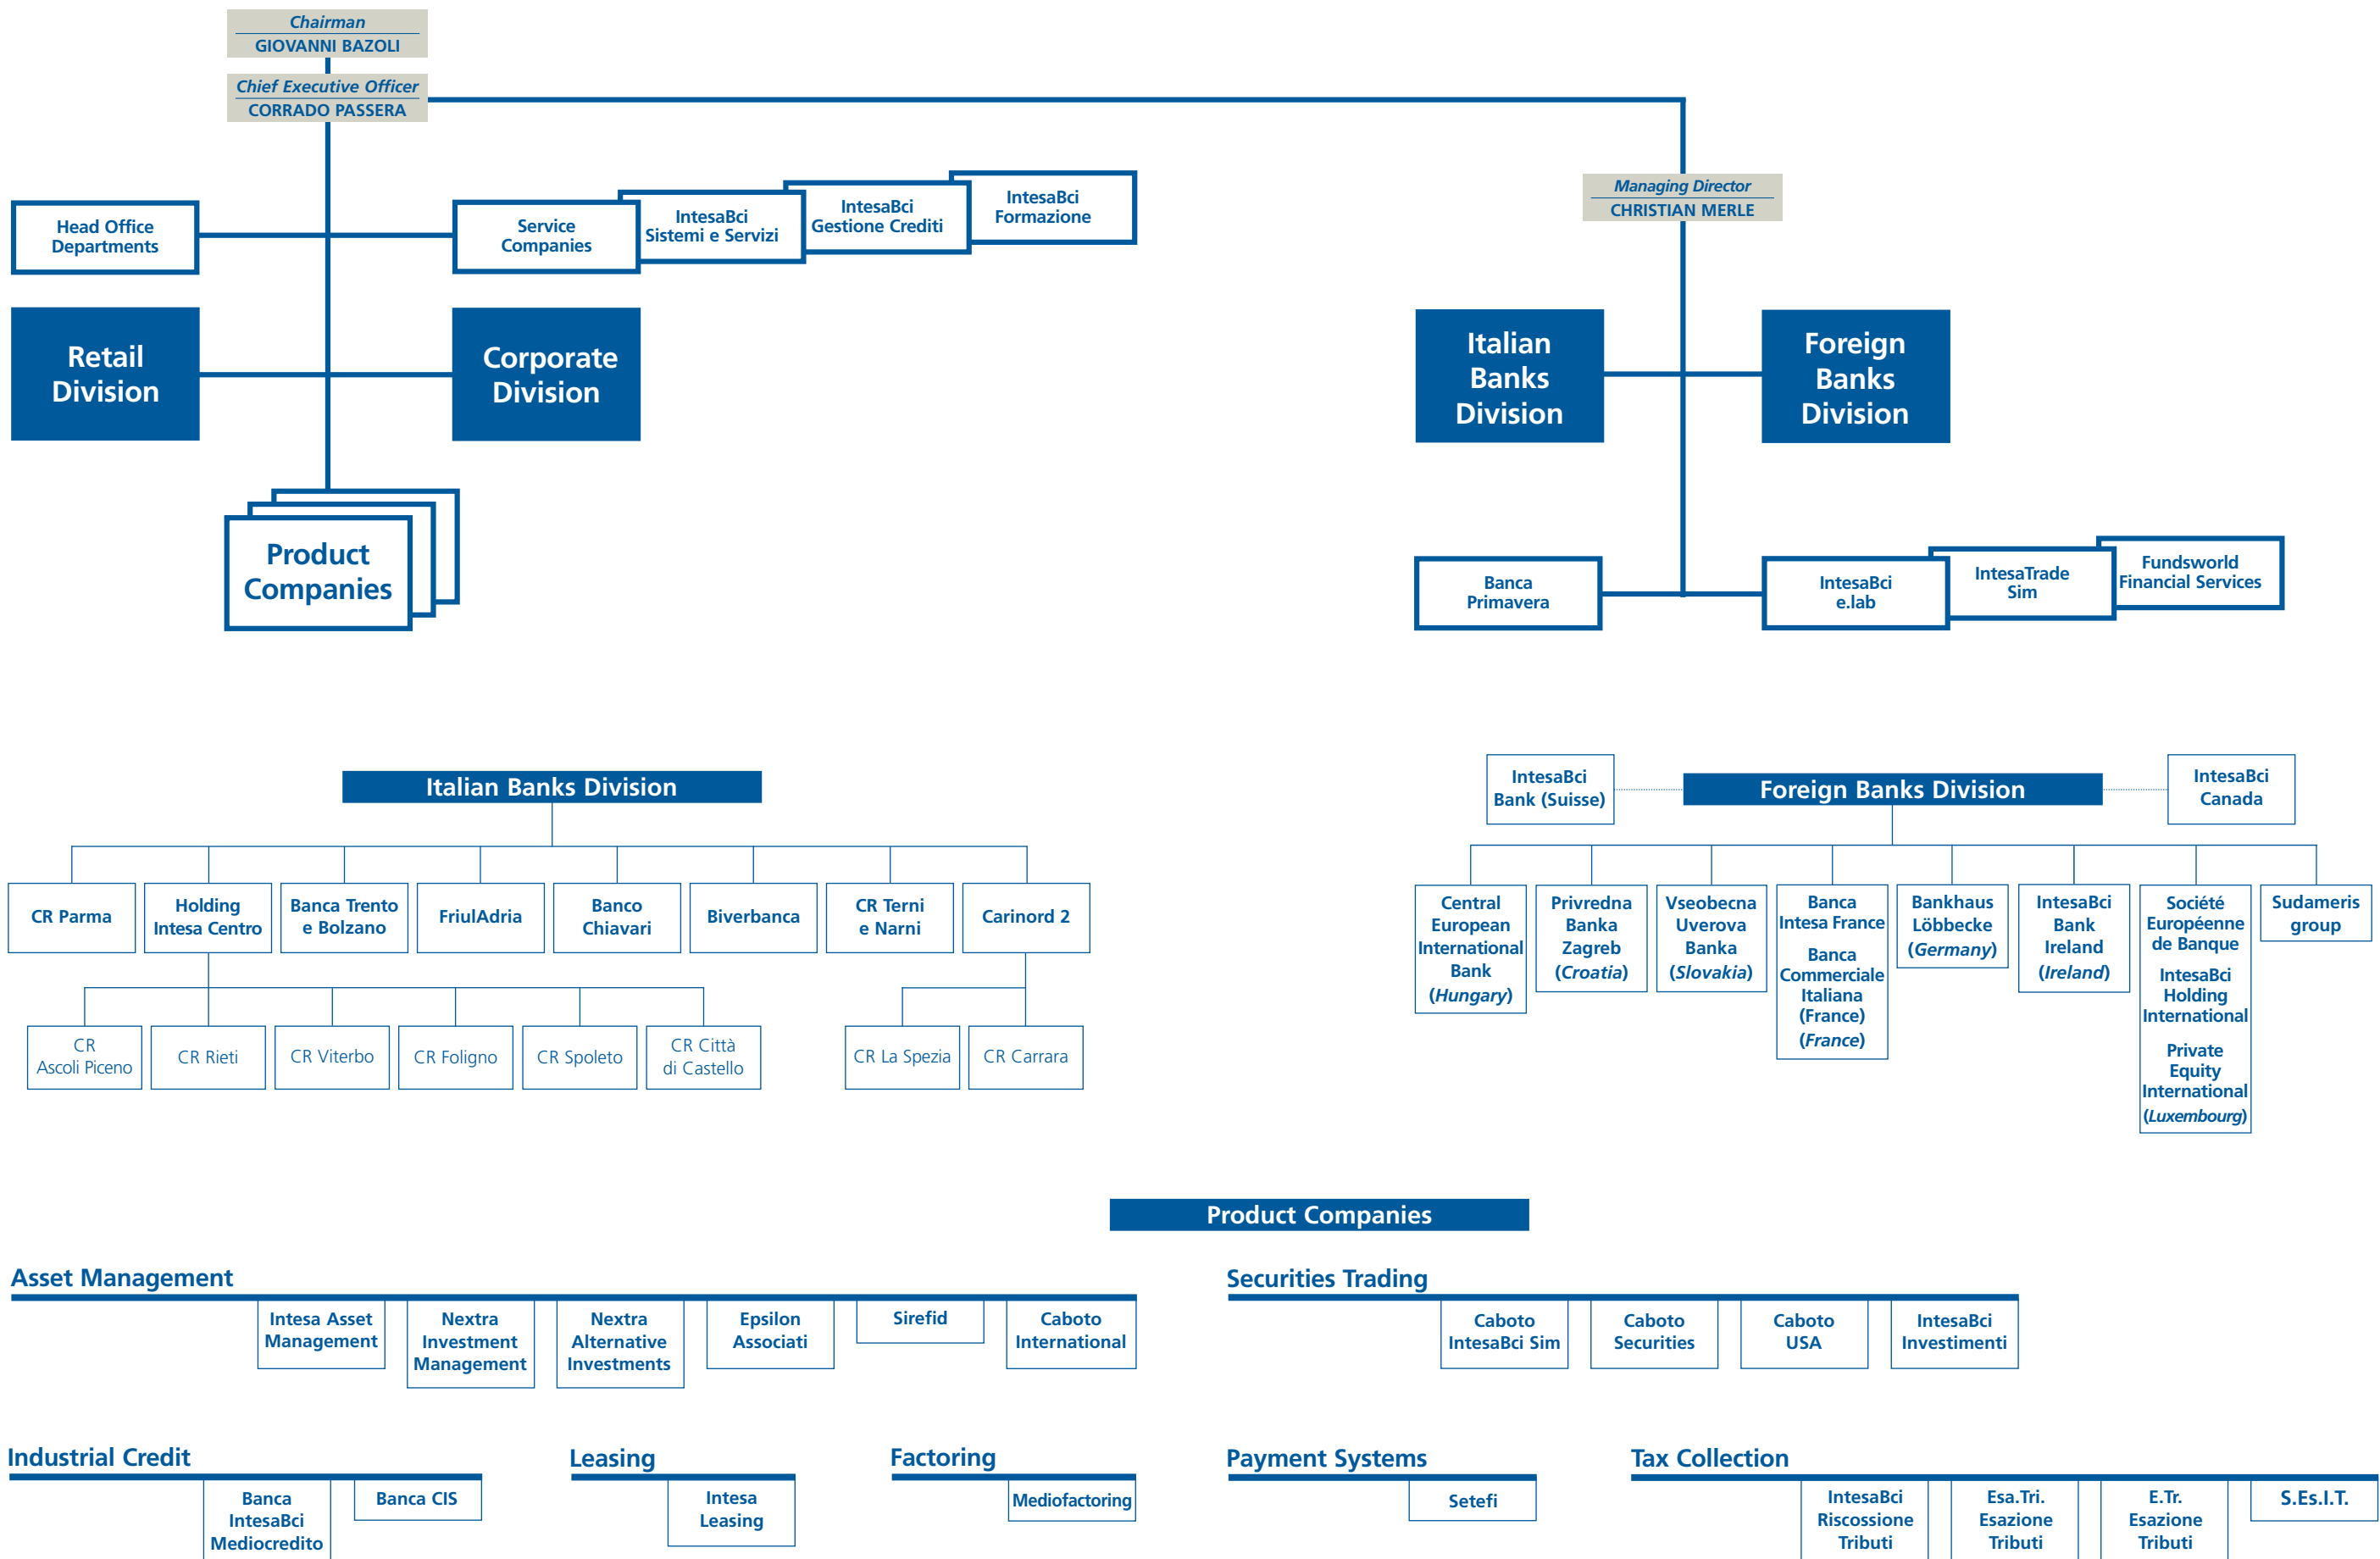 Chairman
GIOVANNI BAZOLI
Chief Executive Officer
CORRADO PASSERA
Managing Director
CHRISTIAN MERLE
Head Office
Departments
Service
Companies
IntesaBci
Sistemi e Servizi
IntesaBci
Gestione Crediti
IntesaBci
Formazione
Retail
Division
Corporate
Division
Italian
Banks
Division
Foreign
Banks
Division
Product
Companies
Banca
Primavera
IntesaBci
e.lab
IntesaTrade
Sim
Fundsworld
Financial Services
Italian Banks Division
CR Parma
Holding
Intesa Centro
Banca Trento
e Bolzano
FriulAdria
Banco
Chiavari
Biverbanca
CR Terni
e Narni
Carinord 2
CR
Ascoli Piceno
CR Rieti
CR Viterbo
CR Foligno
CR Spoleto
CR Città
di Castello
CR La Spezia
CR Carrara
IntesaBci
Bank (Suisse)
Foreign Banks Division
IntesaBci
Canada
Central
European
International
Bank
(Hungary)
Privredna
Banka
Zagreb
(Croatia)
Vseobecna
Uverova
Banka
(Slovakia)
Banca
Intesa France
Banca
Commerciale
Italiana
(France)
(France)
Bankhaus
Löbbecke
(Germany)
IntesaBci
Bank
Ireland
(Ireland)
Société
Européenne
de Banque
IntesaBci
Holding
International
Private
Equity
International
(Luxembourg)
Sudameris
group
Product Companies
Asset Management
Intesa Asset
Management
Nextra
Investment
Management
Nextra
Alternative
Investments
Epsilon
Associati
Sirefid
Caboto
International
Securities Trading
Caboto
IntesaBci Sim
Caboto
Securities
Caboto
USA
IntesaBci
Investimenti
Industrial Credit
Banca
IntesaBci
Mediocredito
Banca CIS
Leasing
Intesa
Leasing
Factoring
Mediofactoring
Payment Systems
Setefi
Tax Collection
IntesaBci
Riscossione
Tributi
Esa.Tri.
Esazione
Tributi
E.Tr.
Esazione
Tributi
S.Es.I.T.